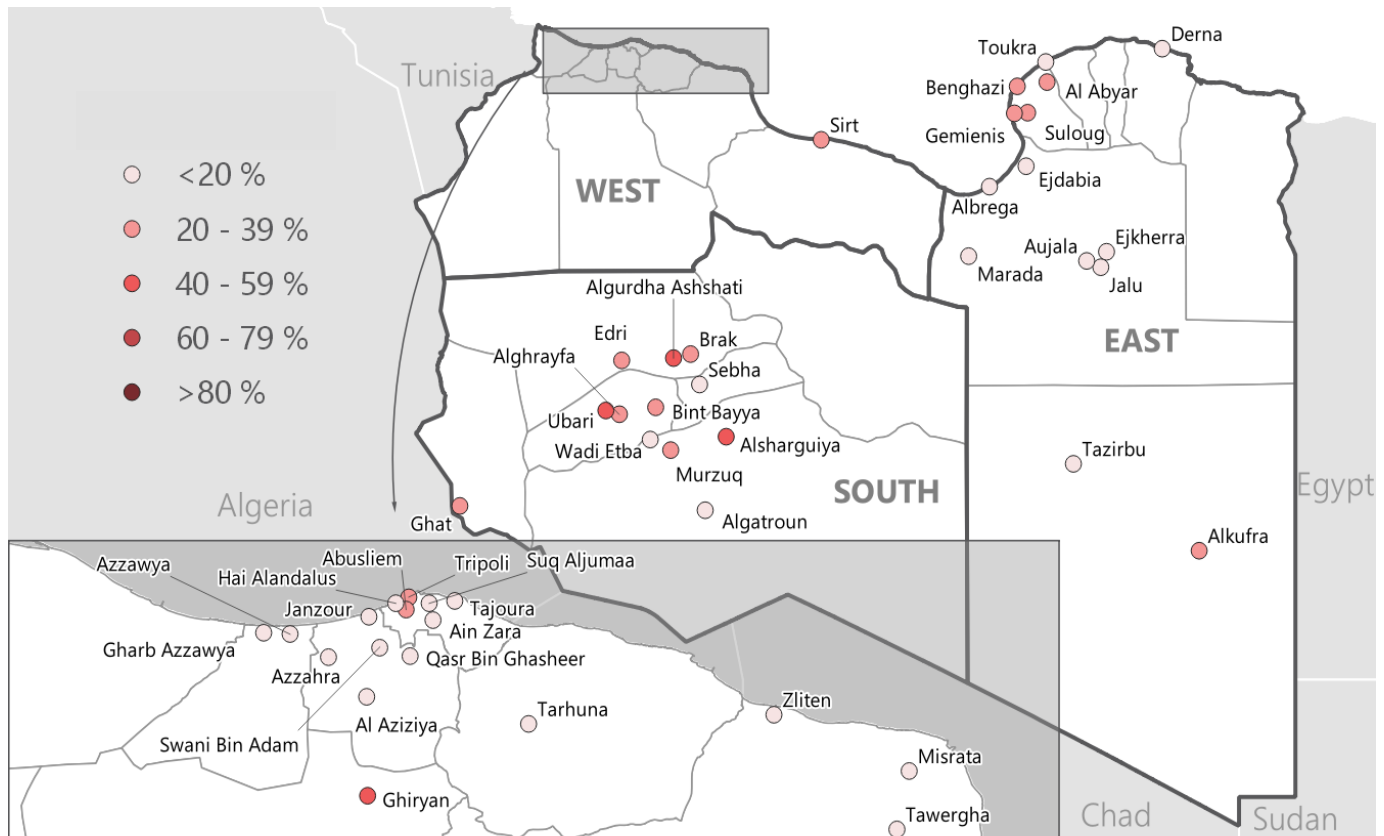 Tunisia
Toukra
Derna
Benghazi
Al Abyar
Gemienis
Suloug
Sirt
<20 %
20 - 39 %
40 - 59 %
60 - 79 %
>80 %
WEST
Ejdabia
Albrega
Aujala
Ejkherra
Marada
Jalu
Algurdha Ashshati
Edri
Brak
EAST
Alghrayfa
Sebha
Ubari
Bint Bayya
Wadi Etba
Alsharguiya
Murzuq
Tazirbu
SOUTH
Egypt
Algeria
Ghat
Algatroun
Alkufra
Azzawya
Abusliem
Tripoli
Suq Aljumaa
Hai Alandalus
Janzour
Tajoura
Ain Zara
Gharb Azzawya
Qasr Bin Ghasheer
Azzahra
Zliten
Al Aziziya
Tarhuna
Swani Bin Adam
Misrata
Ghiryan
Tawergha
Chad
Sudan